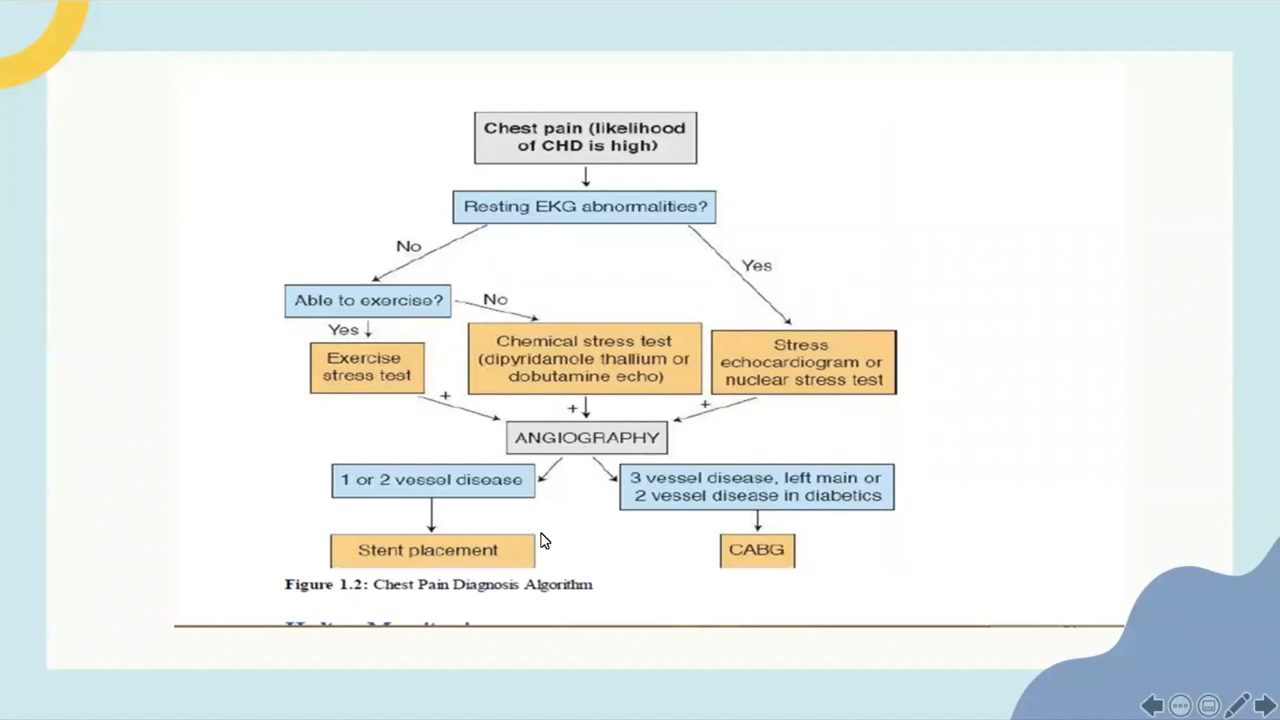 Chest pain (likelihood
of CHD is high)
Resting EKG abnormalities?
No
Yes
Able to exercise?
No
Yes
Exercise
stress test
Chemical stress test
(dipyridamole thallium or
dobutamine echo)
Stress
echocardiogram or
nuclear stress test
+
+
+
ANGIOGRAPHY
1 or 2 vessel disease
3 vessel disease, left main or
2 vessel disease in diabetics
Stent placement
CABG
Figure 1.2: Chest Pain Diagnosis Algorithm